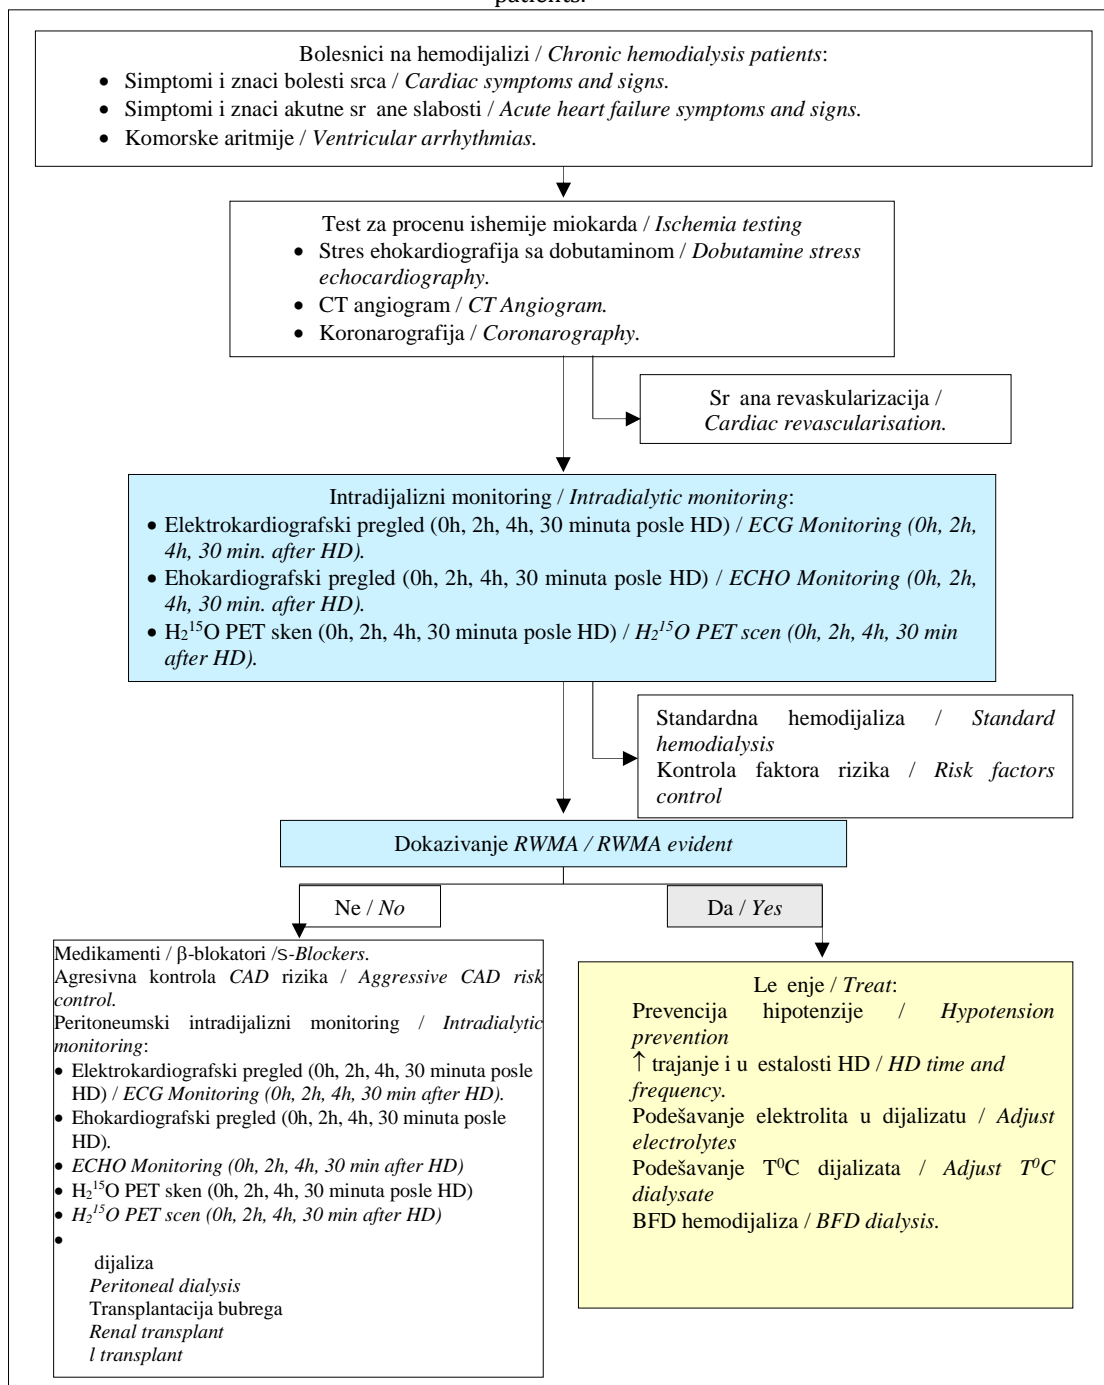 patients.
Bolesnici na hemodijalizi / Chronic hemodialysis patients:
• Simptomi i znaci bolesti srca / Cardiac symptoms and signs.
• Simptomi i znaci akutne sr ane slabosti / Acute heart failure symptoms and signs.
• Komorske aritmije / Ventricular arrhythmias.
Test za procenu ishemije miokarda / Ischemia testing
• Stres ehokardiografija sa dobutaminom / Dobutamine stress
echocardiography.
• CT angiogram / CT Angiogram.
• Koronarografija / Coronarography.
Sr ana revaskularizacija /
Cardiac revascularisation.
Intradijalizni monitoring / Intradialytic monitoring:
• Elektrokardiografski pregled (0h, 2h, 4h, 30 minuta posle HD) / ECG Monitoring (0h, 2h,
4h, 30 min. after HD).
• Ehokardiografski pregled (0h, 2h, 4h, 30 minuta posle HD) / ECHO Monitoring (0h, 2h,
4h, 30 min. after HD).
• H₂¹⁵O PET sken (0h, 2h, 4h, 30 minuta posle HD) / H₂¹⁵O PET scen (0h, 2h, 4h, 30 min
after HD).
Standardna hemodijaliza / Standard
hemodialysis
Kontrola faktora rizika / Risk factors
control
Dokazivanje RWMA / RWMA evident
Ne / No
Da / Yes
Medikamenti / β-blokatori /s-Blockers.
Agresivna kontrola CAD rizika / Aggressive CAD risk
control.
Peritoneumski intradijalizni monitoring / Intradialytic
monitoring:
• Elektrokardiografski pregled (0h, 2h, 4h, 30 minuta posle
HD) / ECG Monitoring (0h, 2h, 4h, 30 min after HD).
• Ehokardiografski pregled (0h, 2h, 4h, 30 minuta posle
HD).
• ECHO Monitoring (0h, 2h, 4h, 30 min after HD)
• H₂¹⁵O PET sken (0h, 2h, 4h, 30 minuta posle HD)
• H₂¹⁵O PET scen (0h, 2h, 4h, 30 min after HD)
•
dijaliza
Peritoneal dialysis
Transplantacija bubrega
Renal transplant
l transplant
Le enje / Treat:
Prevencija hipotenzije / Hypotension
prevention
↑ trajanje i u estalosti HD / HD time and
frequency.
Podešavanje elektrolita u dijalizatu / Adjust
electrolytes
Podešavanje T⁰C dijalizata / Adjust T⁰C
dialysate
BFD hemodijaliza / BFD dialysis.